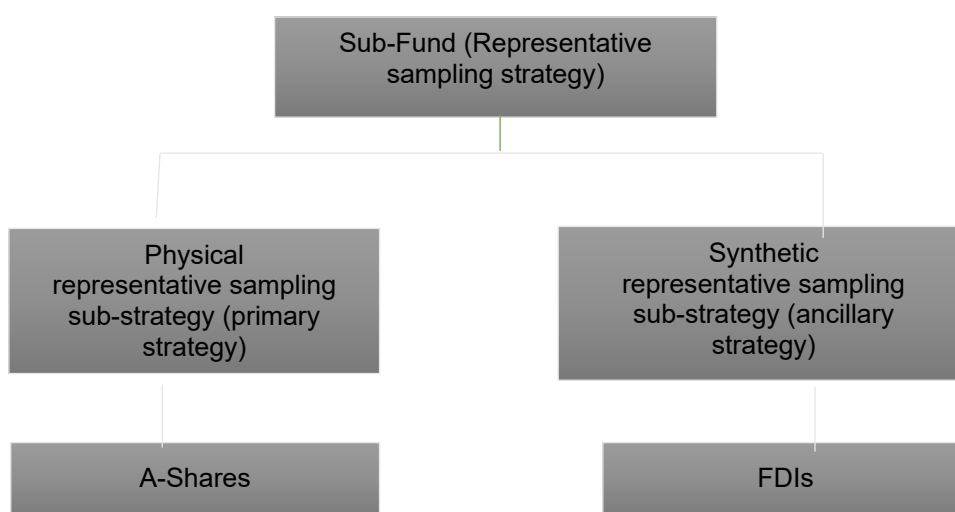 Sub-Fund (Representative
sampling strategy)
Physical
representative sampling
sub-strategy (primary
strategy)
Synthetic
representative sampling
sub-strategy (ancillary
strategy)
A-Shares
FDIs